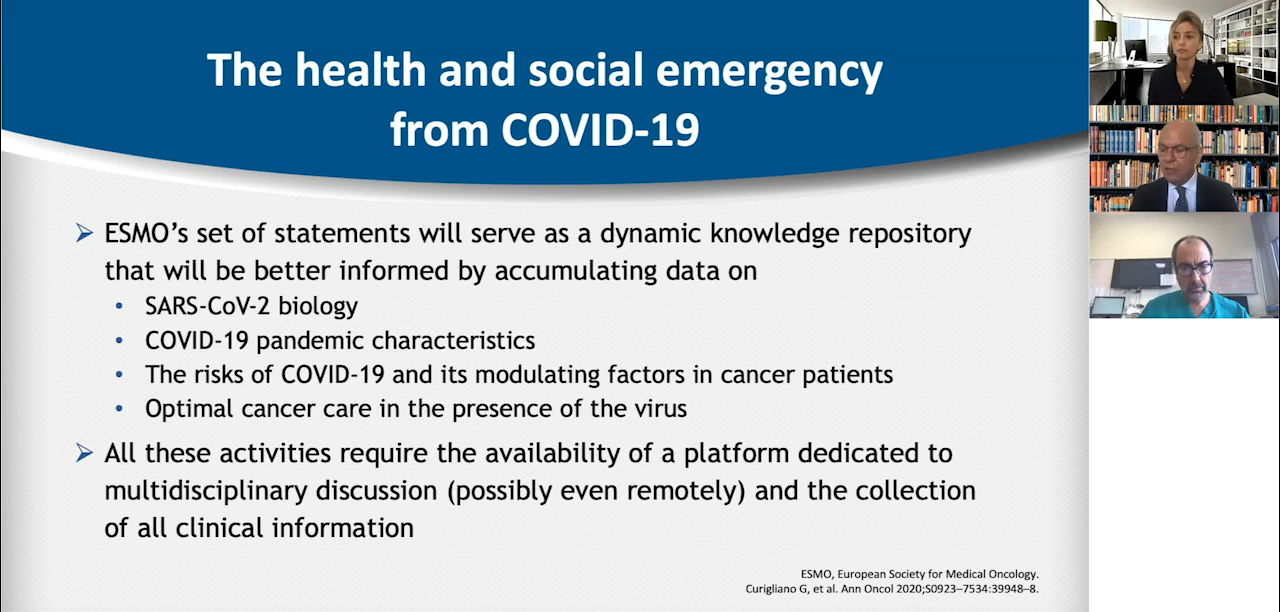 The health and social emergency
from COVID-19
ESMO's set of statements will serve as a dynamic knowledge repository
that will be better informed by accumulating data on
SARS-CoV-2 biology
COVID-19 pandemic characteristics
The risks of COVID-19 and its modulating factors in cancer patients
Optimal cancer care in the presence of the virus
All these activities require the availability of a platform dedicated to
multidisciplinary discussion (possibly even remotely) and the collection
of all clinical information
ESMO, European Society for Medical Oncology.
Curigliano G, et al. Ann Oncol 2020;S0923–7534:39948–8.